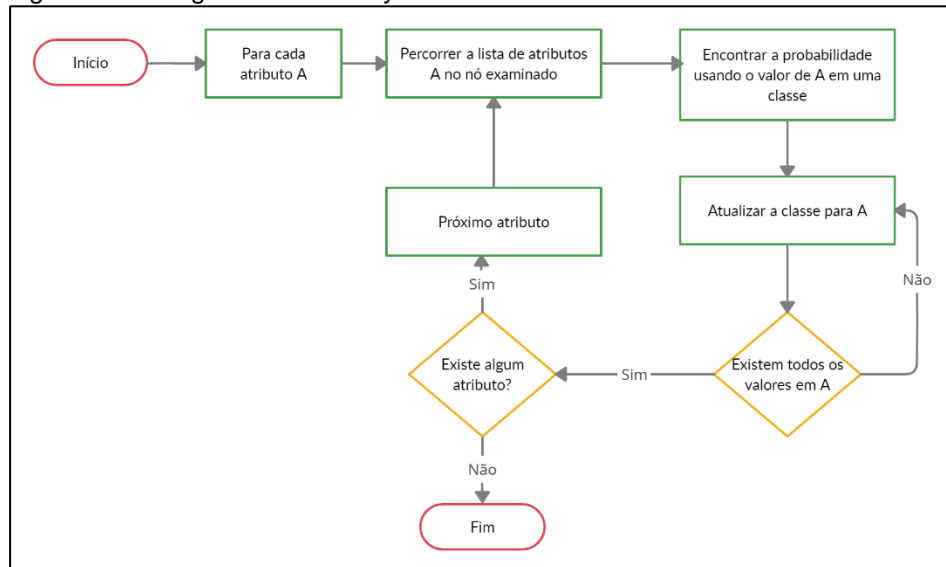 Início
Para cada
atributo A
Percorrer a lista de atributos
A no nó examinado
Encontrar a probabilidade
usando o valor de A em uma
classe
Próximo atributo
Atualizar a classe para A
Não
Sim
Existe algum
atributo?
Sim
Existem todos os
valores em A
Não
Fim